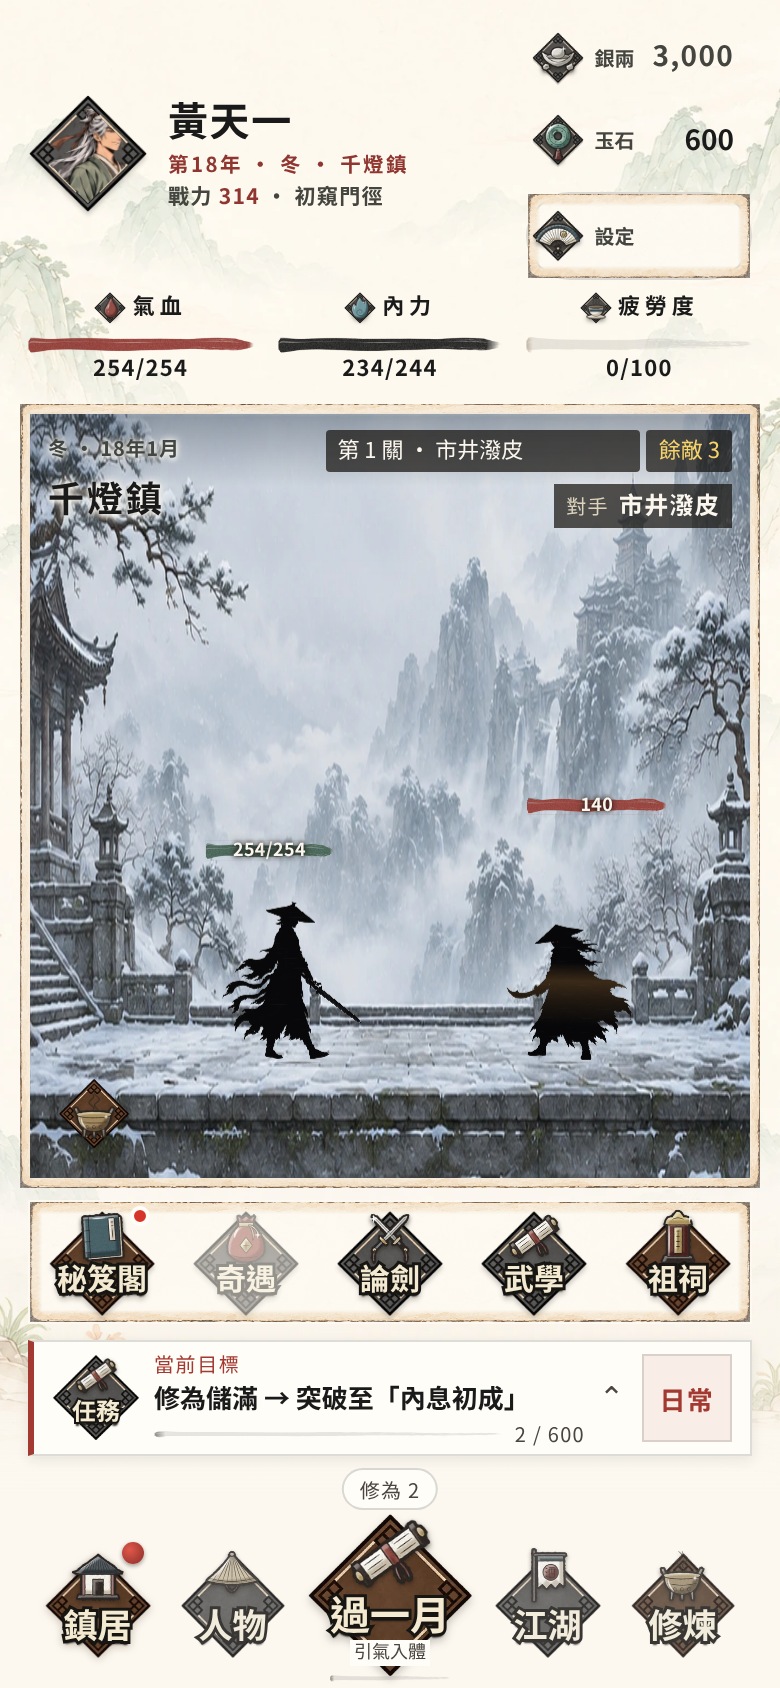 銀兩 3,000
黃天一
玉石 600
第18年 · 冬 · 千燈鎮
戰力 314 · 初窺門徑
設定
氣血
內力
疲勞度
254/254
234/244
0/100
冬 · 18年1月
第 1 關 · 市井潑皮
餘敵 3
千燈鎮
對手 市井潑皮
140
254/254
秘笈閣
奇遇
論劍
武學
祖祠
當前目標
任務
修為儲滿 → 突破至「內息初成」
日常
2 / 600
修為 2
鎮居
人物
過一月
江湖
修煉
引氣入體